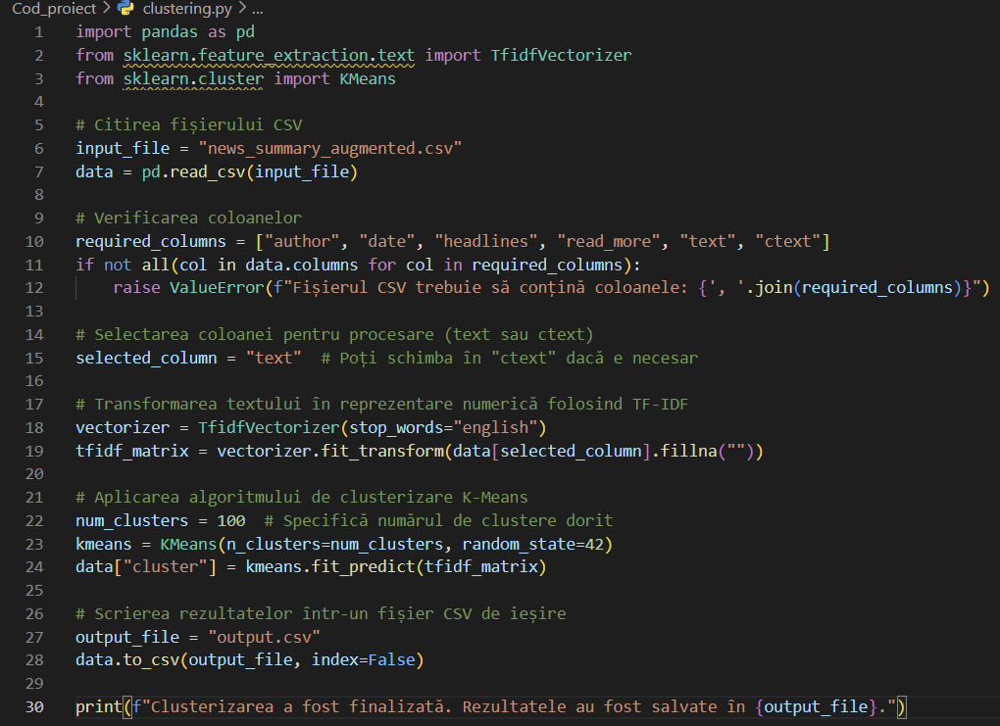 Cod_proiect > clustering.py > ...
1 import pandas as pd
2 from sklearn.feature_extraction.text import TfidfVectorizer
3 from sklearn.cluster import KMeans
4
5 # Citirea fișierului CSV
6 input_file = "news_summary_augmented.csv"
7 data = pd.read_csv(input_file)
8
9 # Verificarea coloanelor
10 required_columns = ["author", "date", "headlines", "read_more", "text", "ctext"]
11 if not all(col in data.columns for col in required_columns):
12     raise ValueError(f"Fișierul CSV trebuie să conțină coloanele: {', '.join(required_columns)}")
13
14 # Selectarea coloanei pentru procesare (text sau ctext)
15 selected_column = "text"  # Poți schimba în "ctext" dacă e necesar
16
17 # Transformarea textului în reprezentare numerică folosind TF-IDF
18 vectorizer = TfidfVectorizer(stop_words="english")
19 tfidf_matrix = vectorizer.fit_transform(data[selected_column].fillna(""))
20
21 # Aplicarea algoritmului de clusterizare K-Means
22 num_clusters = 100  # Specifică numărul de clustere dorit
23 kmeans = KMeans(n_clusters=num_clusters, random_state=42)
24 data["cluster"] = kmeans.fit_predict(tfidf_matrix)
25
26 # Scrierea rezultatelor într-un fișier CSV de ieșire
27 output_file = "output.csv"
28 data.to_csv(output_file, index=False)
29
30 print(f"Clusterizarea a fost finalizată. Rezultatele au fost salvate în {output_file}.")